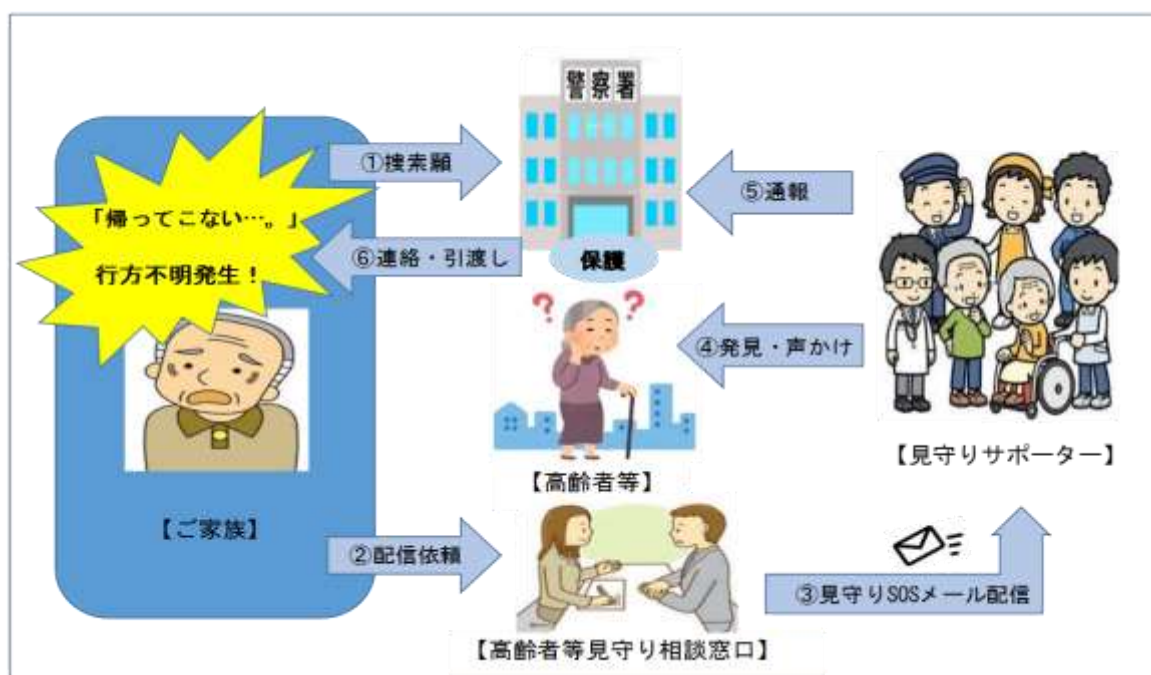 警察署
①捜索願
⑤通報
「帰ってこない…。」
行方不明発生！
⑥連絡・引渡し
保護
④発見・声かけ
【見守りサポーター】
【高齢者等】
【ご家族】
②配信依頼
③見守りSOSメール配信
【高齢者等見守り相談窓口】